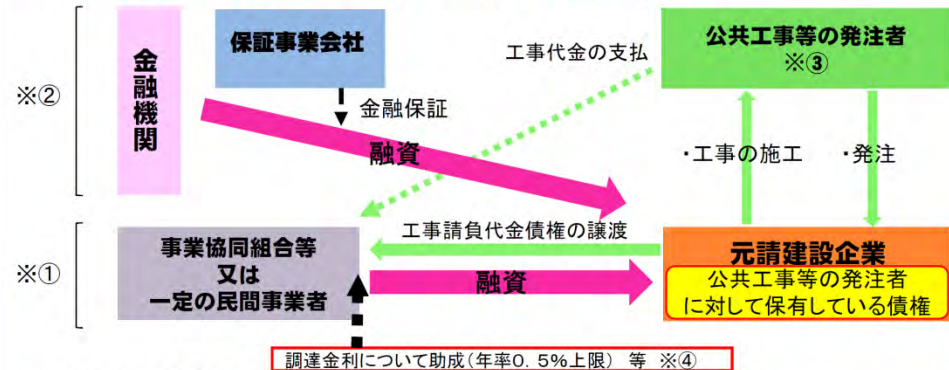 ※②
金融機関
保証事業会社
金融保証
融資
工事代金の支払
公共工事等の発注者
※③
・工事の施工
・発注
※①
事業協同組合等
又は
一定の民間事業者
工事請負代金債権の譲渡
融資
元請建設企業
公共工事等の発注者
に対して保有している債権
調達金利について助成(年率0.5%上限) 等 ※④